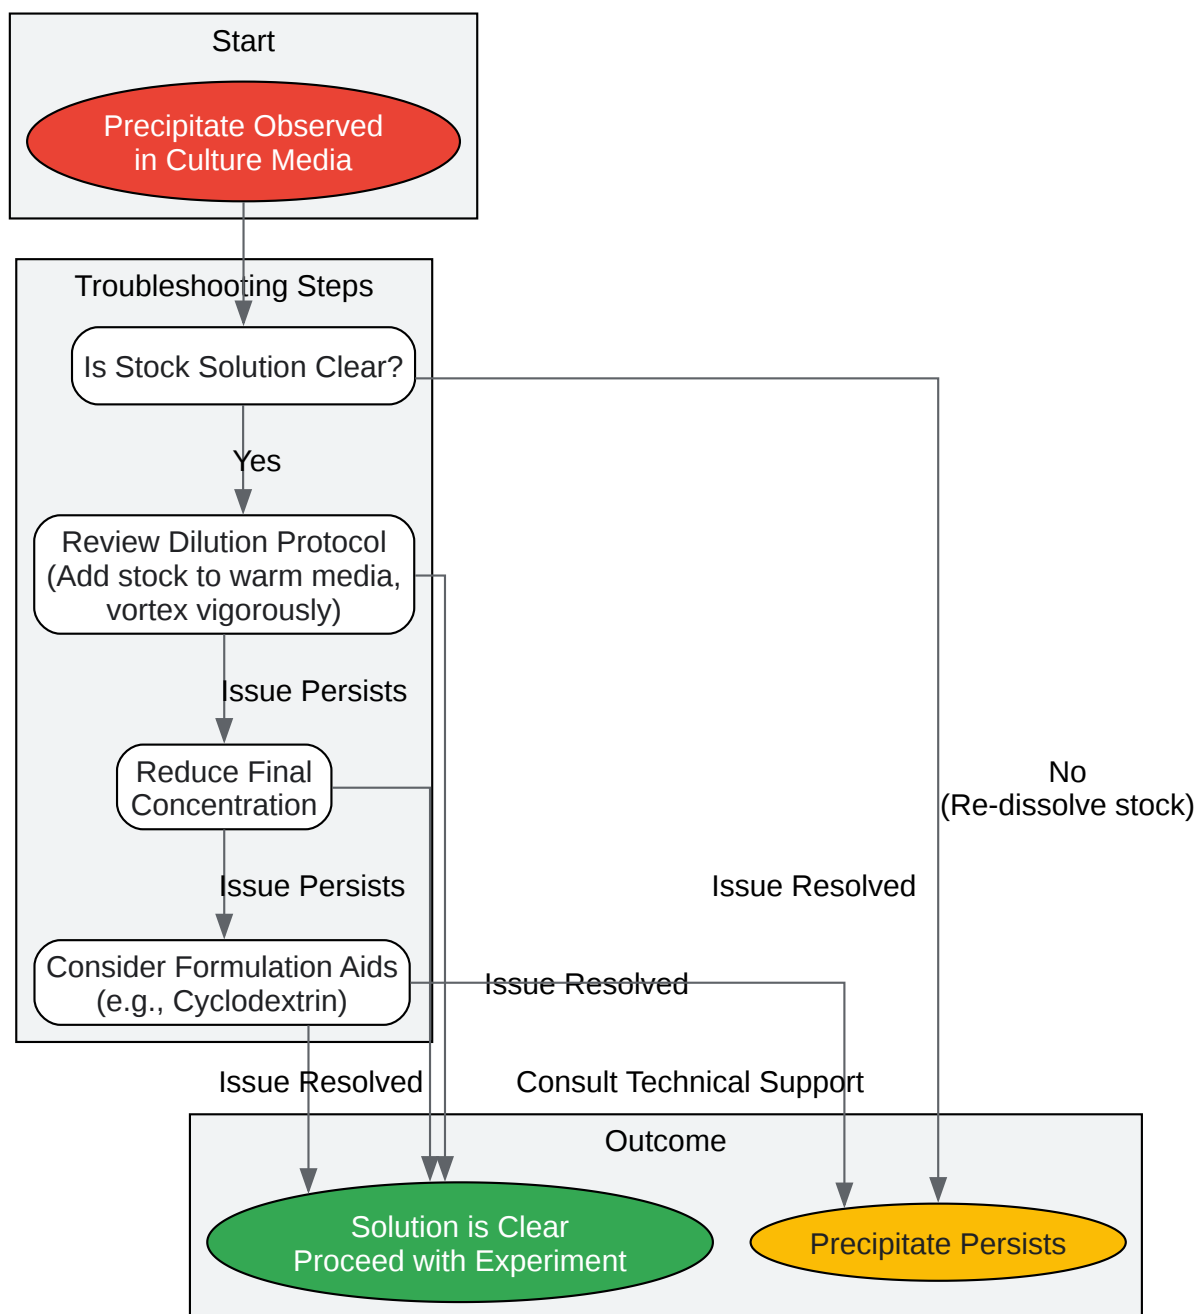 Start
Precipitate Observed
in Culture Media
Troubleshooting Steps
Is Stock Solution Clear?
Yes
Review Dilution Protocol
(Add stock to warm media,
vortex vigorously)
Issue Persists
Reduce Final
Concentration
No
(Re-dissolve stock)
Issue Persists
Issue Resolved
Consider Formulation Aids
(e.g., Cyclodextrin)
Issue Resolved
Issue Resolved
Consult Technical Support
Outcome
Solution is Clear
Proceed with Experiment
Precipitate Persists